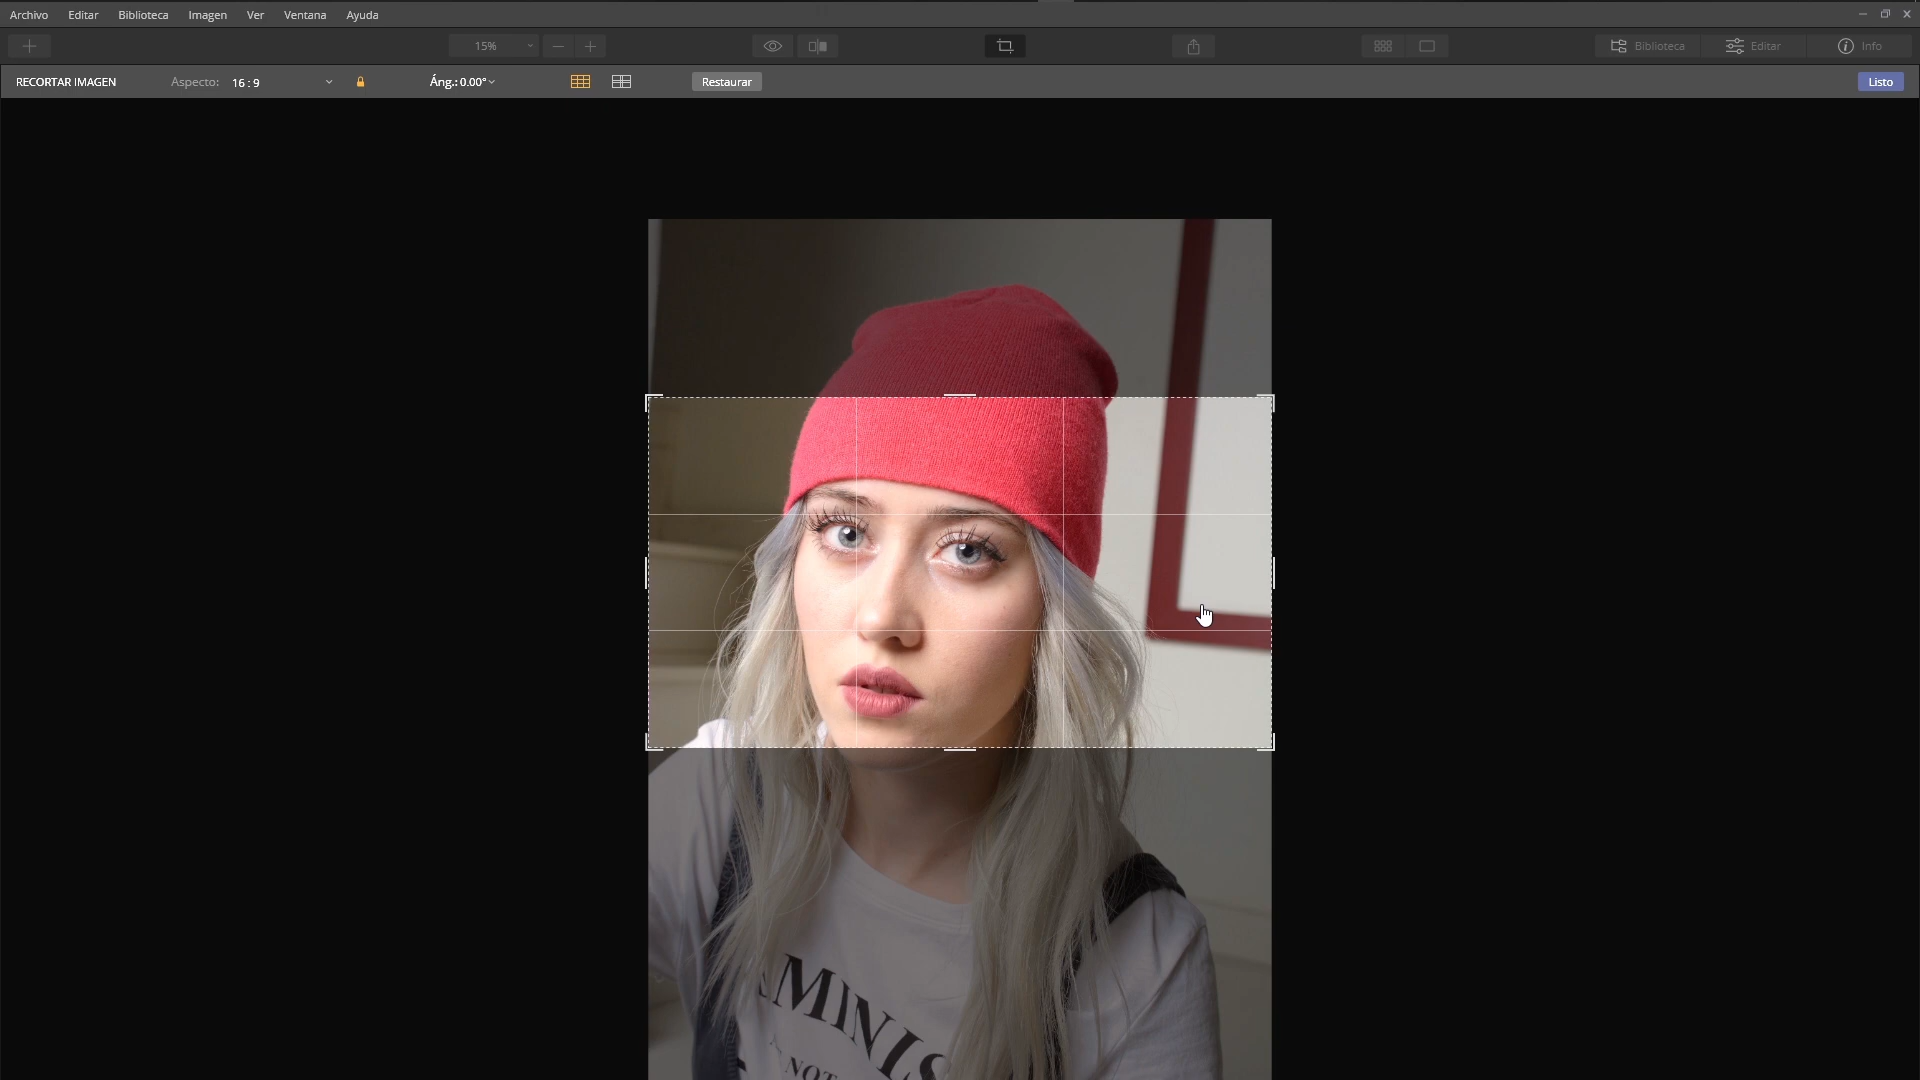 Archivo Editar Biblioteca Imagen Ver Ventana Ayuda
15% Biblioteca Editar Info
RECORTAR IMAGEN Aspecto: 16 : 9 Áng.: 0.00° Restaurar Listo
AMINIS
NOT